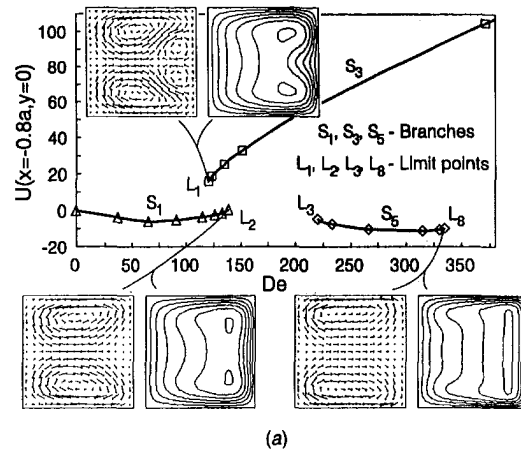 U(x=-0.8a,y=0)
100
80
60
40
20
0
-20
S3
S1, S3, S5 - Branches
L1, L2, L3, L8 - Limit points
L1
S1
L2
L3
S5
L8
0 50 100 150 200 250 300 350
De
(a)